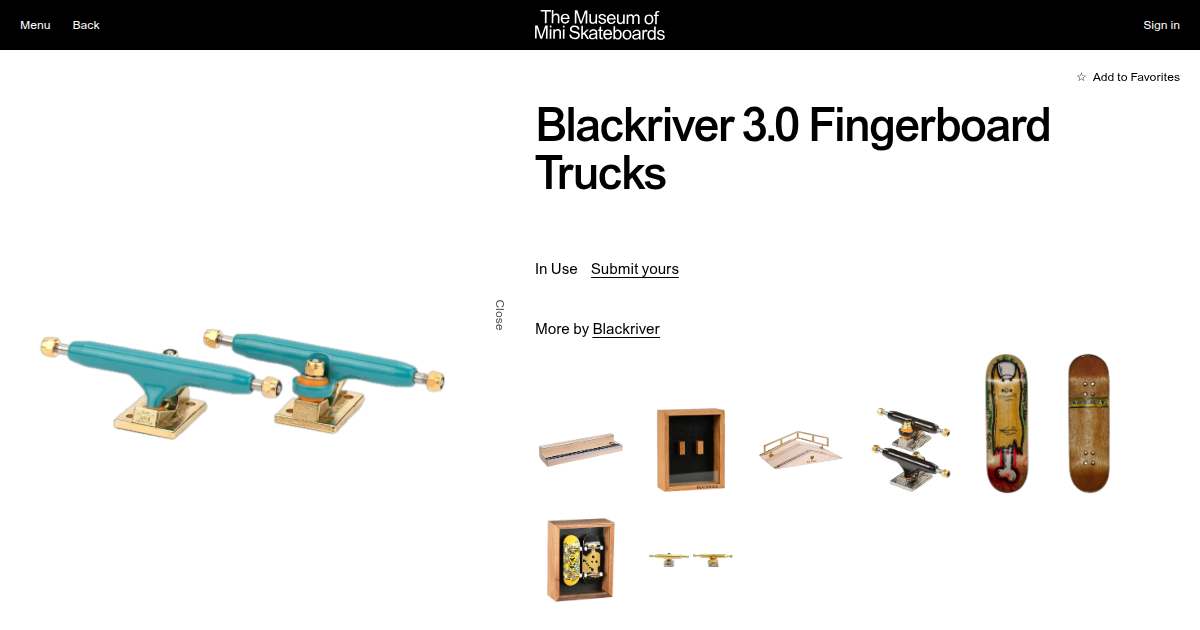 Menu
Back
The Museum of
Mini Skateboards
Sign in
☆ Add to Favorites
Blackriver 3.0 Fingerboard
Trucks
In Use
Submit yours
Close
More by Blackriver